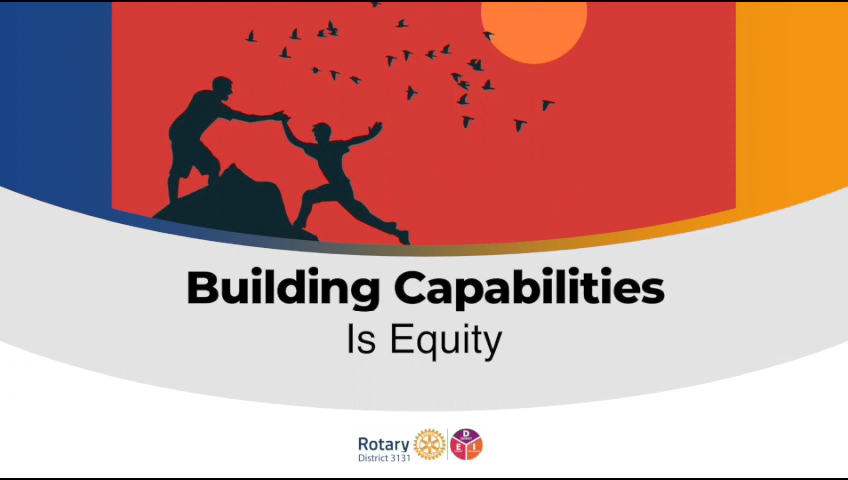 Building Capabilities
Is Equity
Rotary
District 3131
D
E I